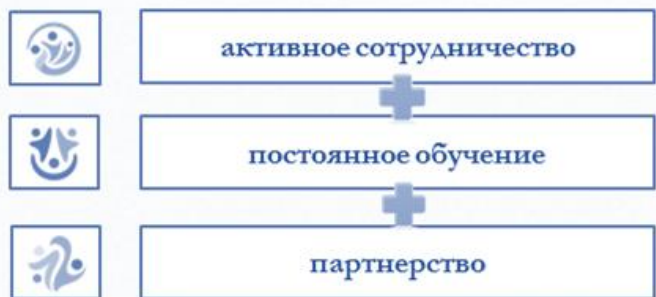 активное сотрудничество
постоянное обучение
партнерство